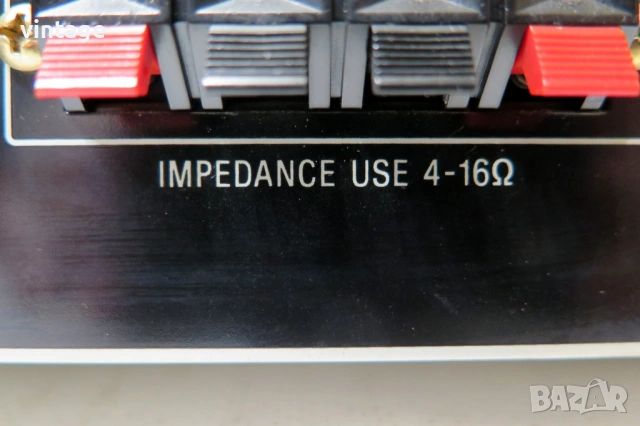 vintage
IMPEDANCE USE 4-16Ω
BAZAR